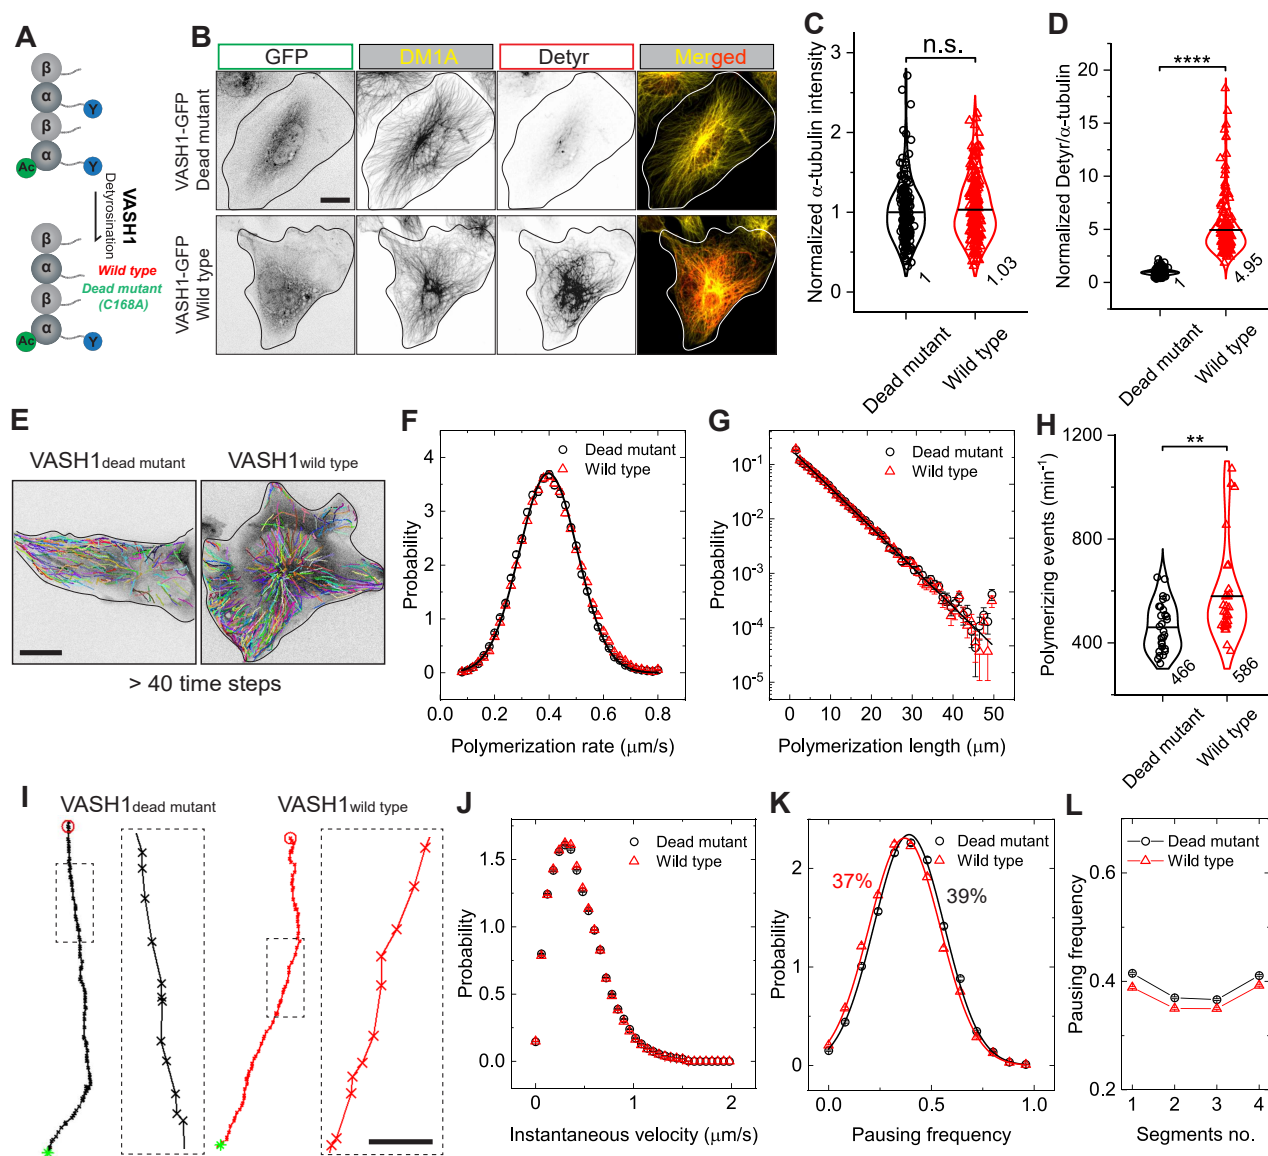 A
β
α
Y
β
α
Ac
Y
VASH1
Detyrosination
Wild type
Dead mutant
(C168A)
β
α
β
α
Ac
Y
B
GFP
DM1A
Detyr
Merged
VASH1-GFP
Dead mutant
VASH1-GFP
Wild type
C
Normalized α-tubulin intensity
3
2
1
0
n.s.
1
1.03
Dead mutant
Wild type
D
Normalized Detyr/α-tubulin
20
15
10
5
0
****
1
4.95
Dead mutant
Wild type
E
VASH1dead mutant
VASH1wild type
> 40 time steps
F
Probability
4
3
2
1
0
Dead mutant
Wild type
0.0 0.2 0.4 0.6 0.8
Polymerization rate (μm/s)
G
Probability
10-1
10-2
10-3
10-4
10-5
Dead mutant
Wild type
0 10 20 30 40 50
Polymerization length (μm)
H
Polymerizing events (min-1)
1200
800
400
**
466
586
Dead mutant
Wild type
I
VASH1dead mutant
VASH1wild type
J
Probability
1.5
1.0
0.5
0.0
Dead mutant
Wild type
0 1 2
Instantaneous velocity (μm/s)
K
Probability
2
1
0
Dead mutant
Wild type
37%
39%
0.0 0.5 1.0
Pausing frequency
L
Pausing frequency
0.6
0.4
0.2
Dead mutant
Wild type
1 2 3 4
Segments no.